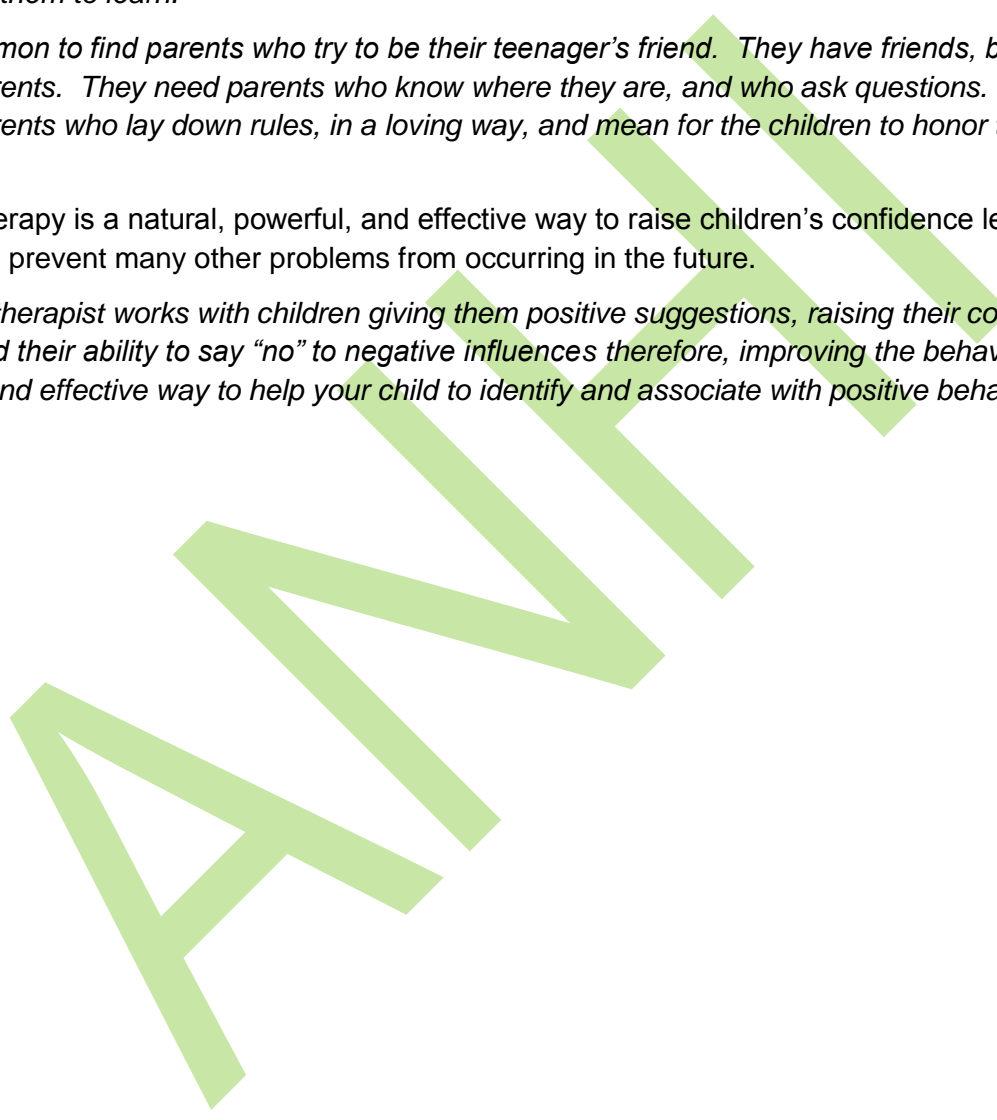 them to learn.
mon to find parents who try to be their teenager's friend. They have friends, b
rents. They need parents who know where they are, and who ask questions.
rents who lay down rules, in a loving way, and mean for the children to honor
erapy is a natural, powerful, and effective way to raise children's confidence le
prevent many other problems from occurring in the future.
therapist works with children giving them positive suggestions, raising their co
d their ability to say "no" to negative influences therefore, improving the behav
and effective way to help your child to identify and associate with positive beha
ANHI